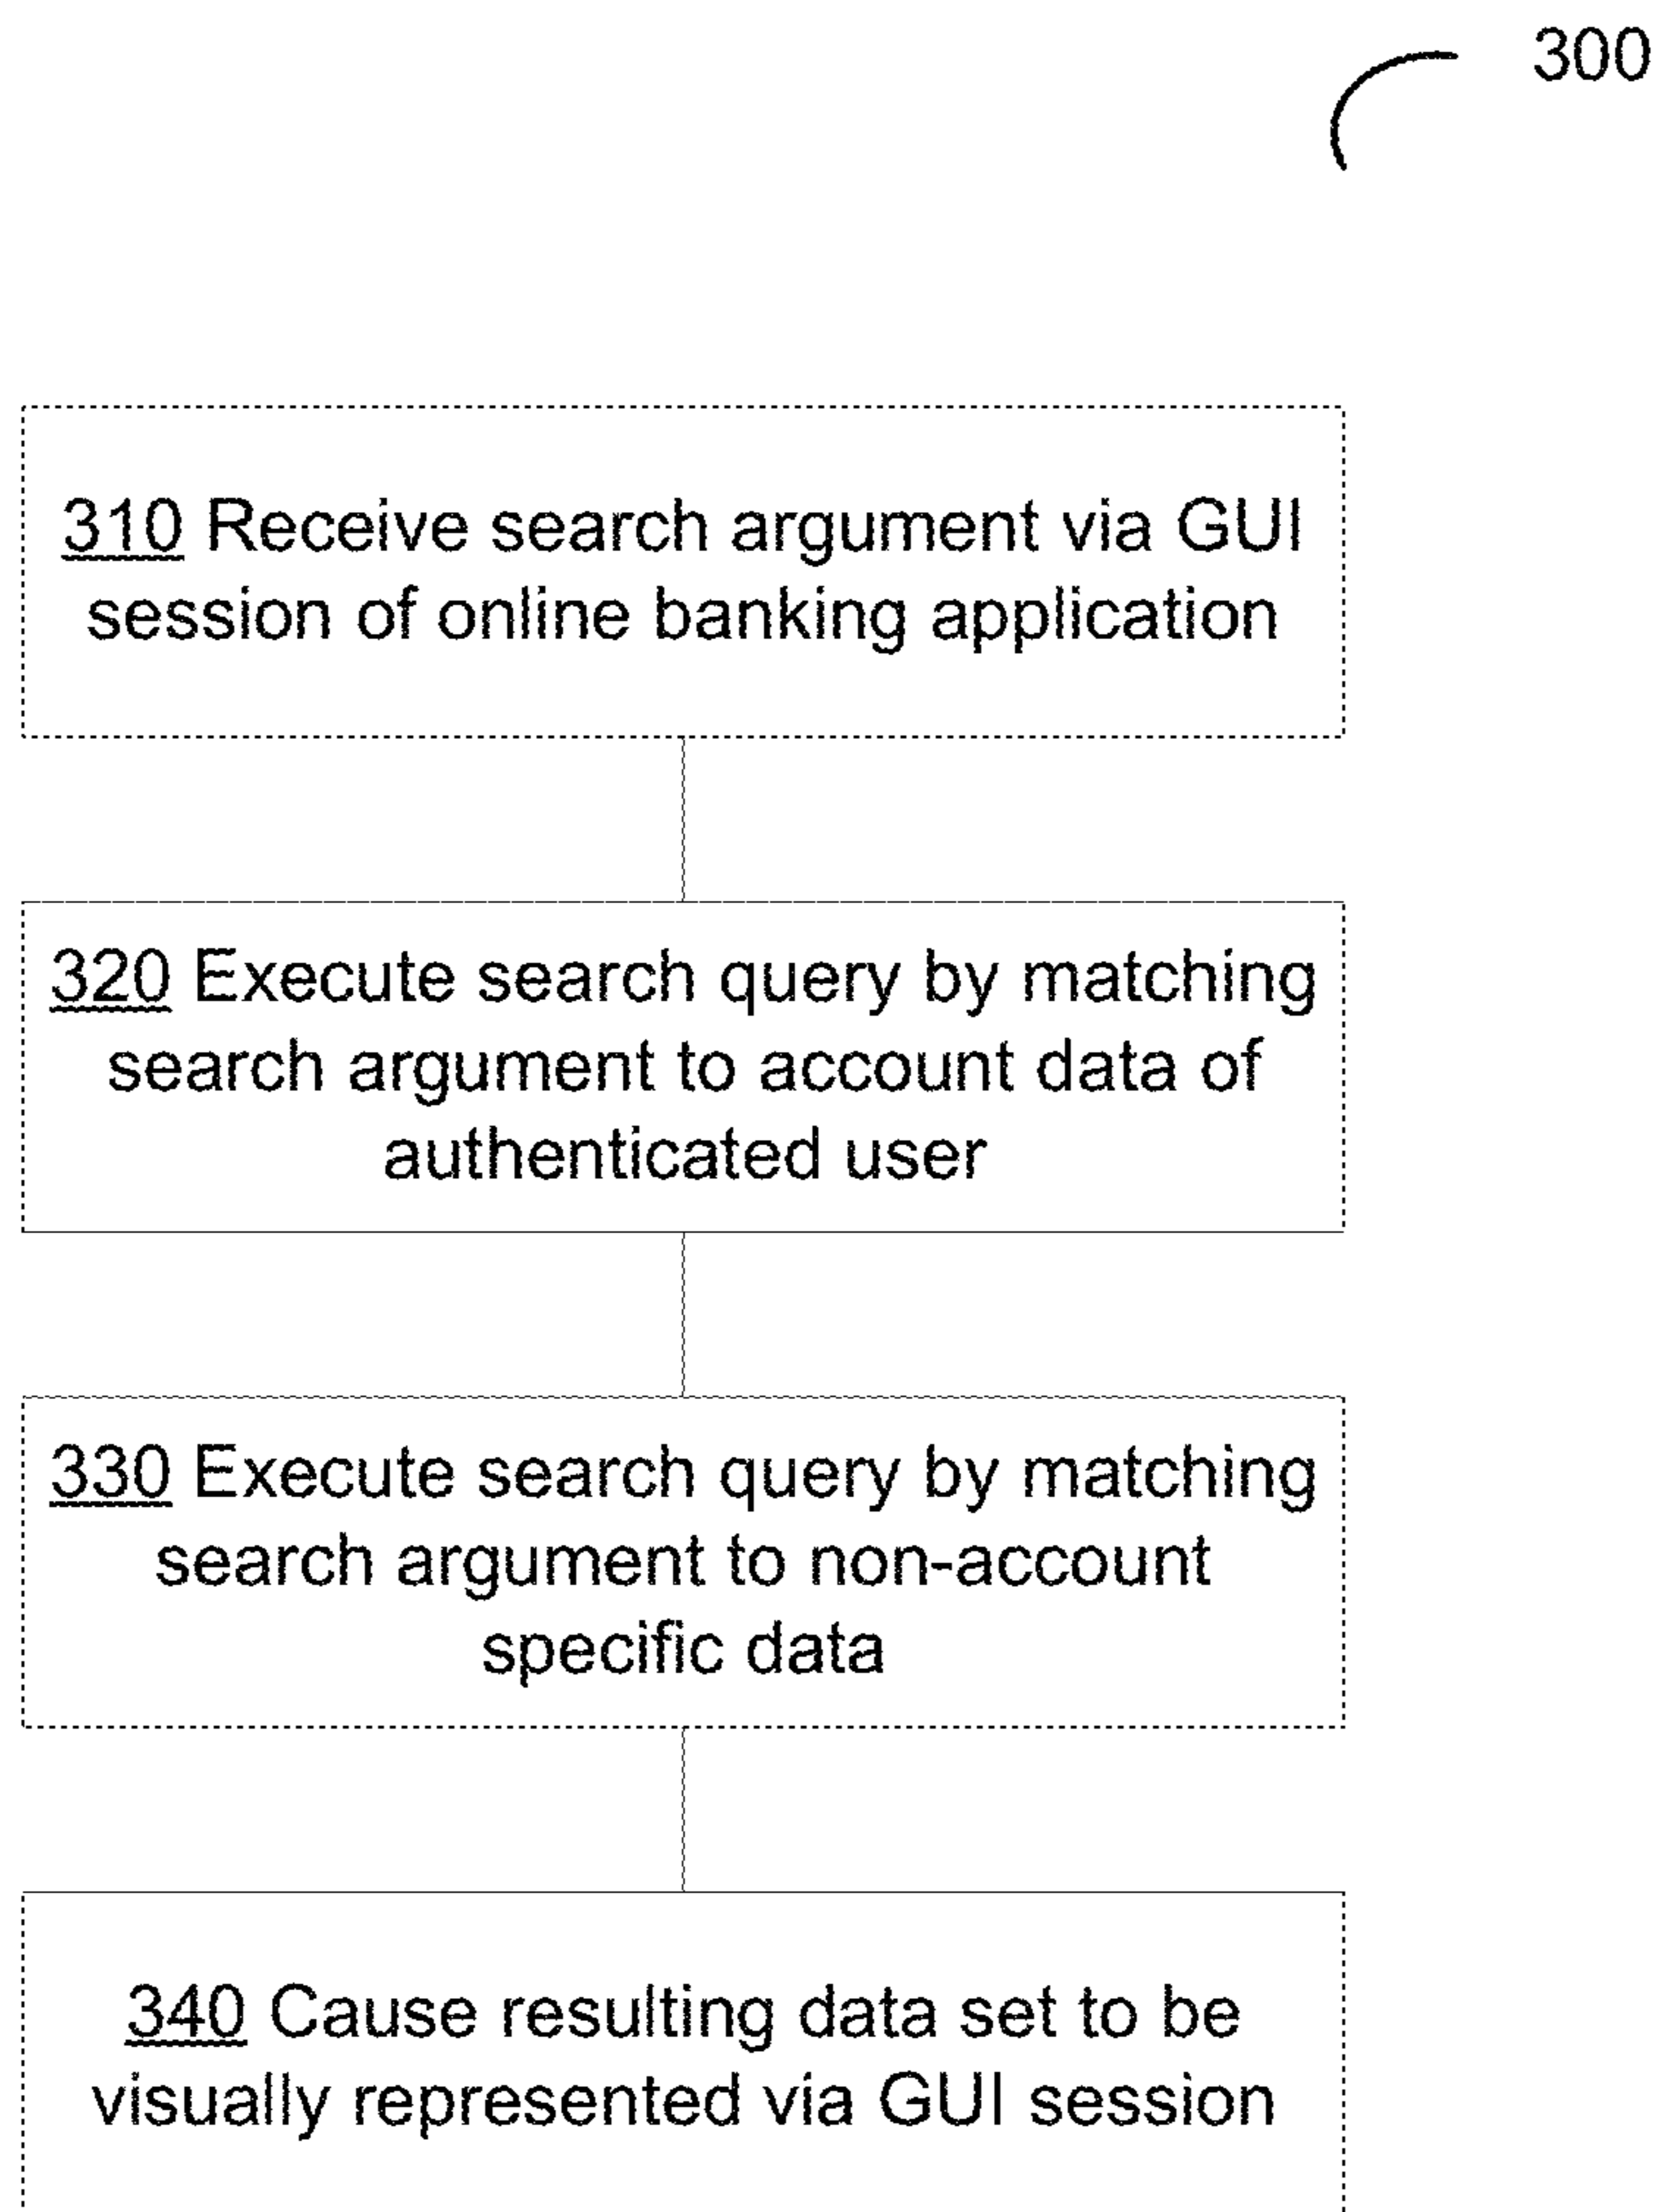 300
310 Receive search argument via GUI
session of online banking application
320 Execute search query by matching
search argument to account data of
authenticated user
330 Execute search query by matching
search argument to non-account
specific data
340 Cause resulting data set to be
visually represented via GUI session